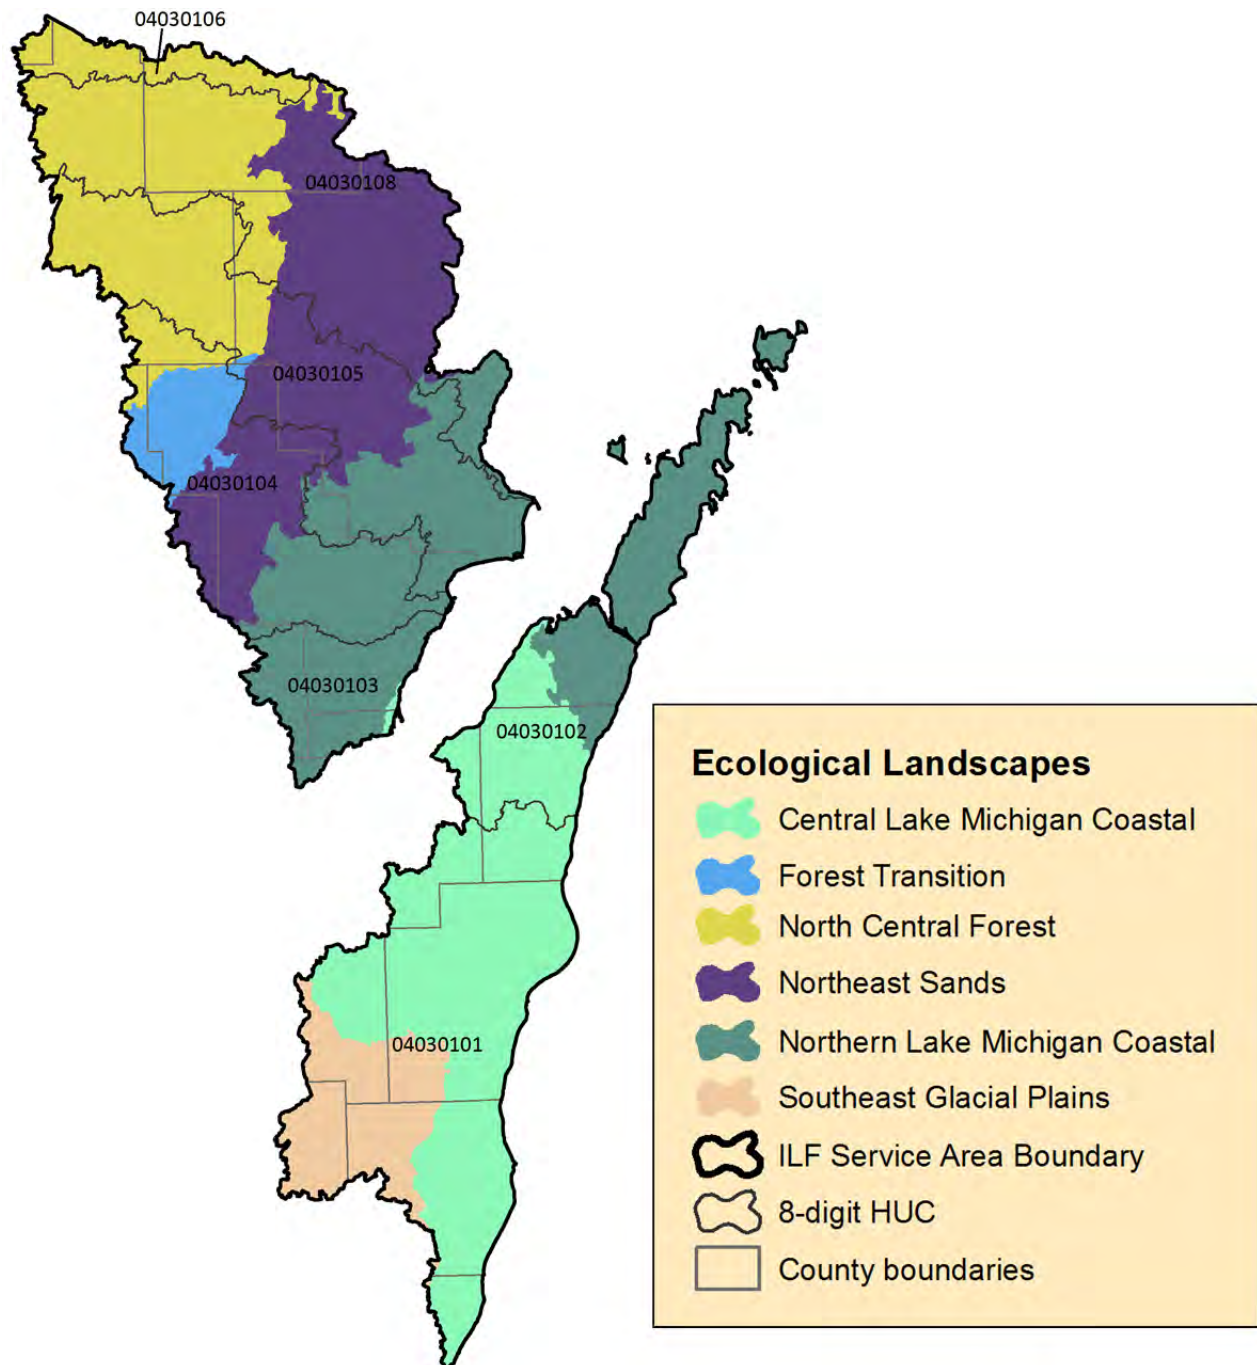 04030106
04030108
04030105
04030104
04030103
04030102
04030101
Ecological Landscapes
Central Lake Michigan Coastal
Forest Transition
North Central Forest
Northeast Sands
Northern Lake Michigan Coastal
Southeast Glacial Plains
ILF Service Area Boundary
8-digit HUC
County boundaries